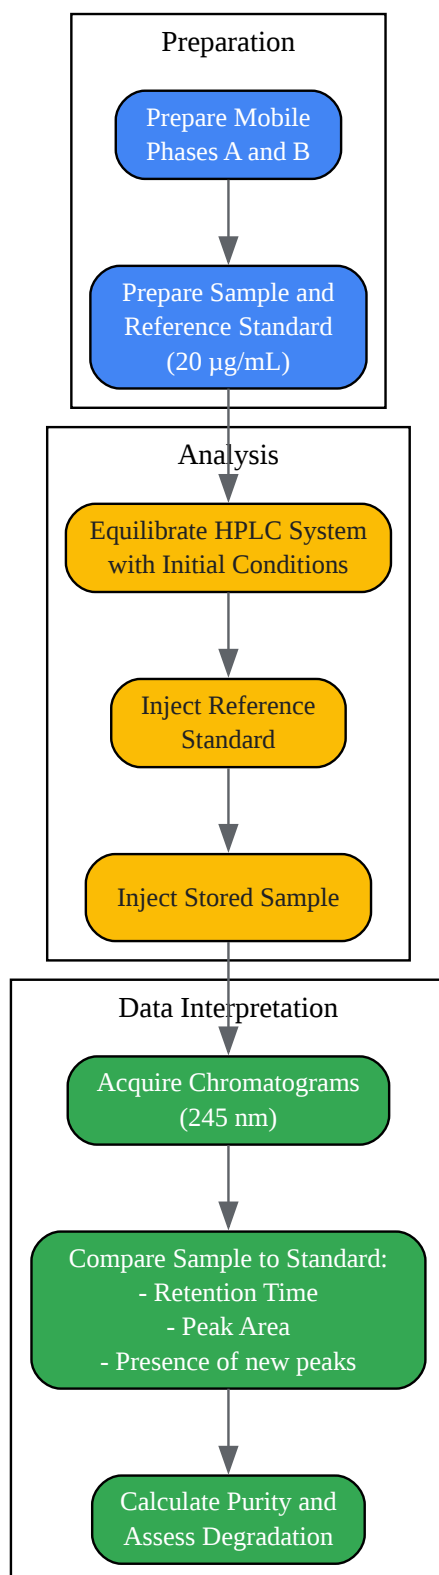 Preparation
Prepare Mobile
Phases A and B
Prepare Sample and
Reference Standard
(20 µg/mL)
Analysis
Equilibrate HPLC System
with Initial Conditions
Inject Reference
Standard
Inject Stored Sample
Data Interpretation
Acquire Chromatograms
(245 nm)
Compare Sample to Standard:
- Retention Time
- Peak Area
- Presence of new peaks
Calculate Purity and
Assess Degradation